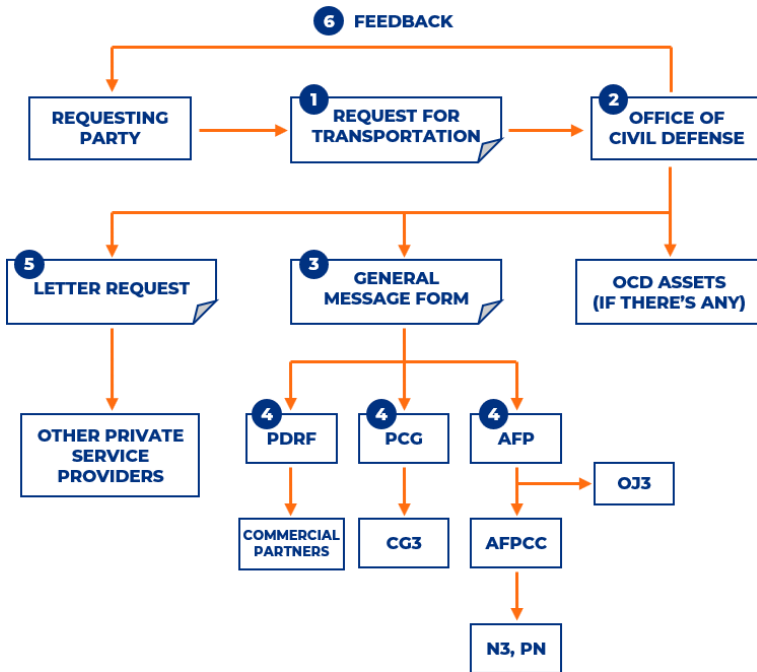 6 FEEDBACK
REQUESTING
PARTY
1
REQUEST FOR
TRANSPORTATION
2
OFFICE OF
CIVIL DEFENSE
5
LETTER REQUEST
3
GENERAL
MESSAGE FORM
OCD ASSETS
(IF THERE'S ANY)
OTHER PRIVATE
SERVICE
PROVIDERS
4
PDRF
4
PCG
4
AFP
OJ3
COMMERCIAL
PARTNERS
CG3
AFPCC
N3, PN